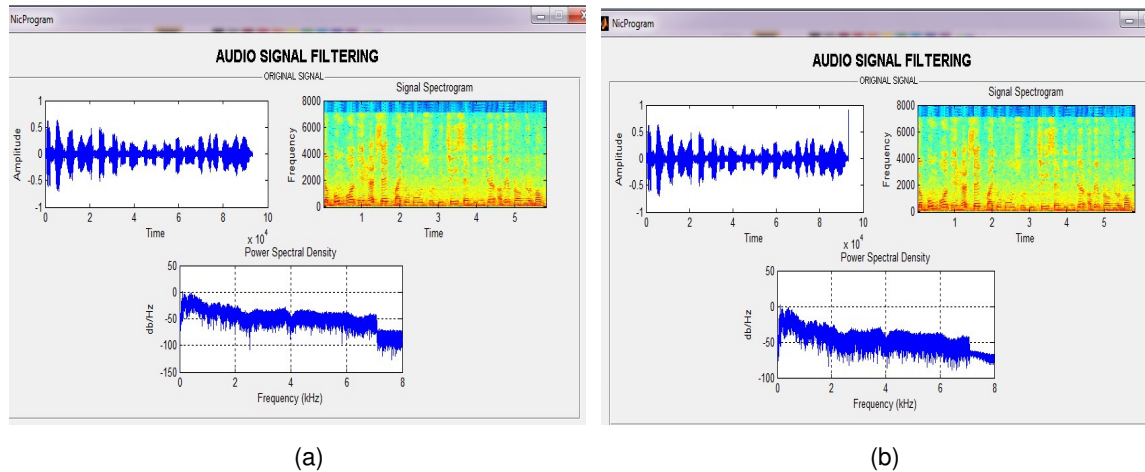 NicProgram
AUDIO SIGNAL FILTERING
ORIGINAL SIGNAL
Signal Spectrogram
1
0.5
0
-0.5
-1
Amplitude
0 2 4 6 8 10
Time
x 10^4
8000
6000
4000
2000
0
Frequency
1 2 3 4 5
Time
Power Spectral Density
50
0
-50
-100
-150
db/Hz
0 2 4 6 8
Frequency (kHz)
(a)
NicProgram
AUDIO SIGNAL FILTERING
ORIGINAL SIGNAL
Signal Spectrogram
1
0.5
0
-0.5
-1
Amplitude
0 2 4 6 8 10
Time
x 10^4
8000
6000
4000
2000
0
Frequency
1 2 3 4 5
Time
Power Spectral Density
50
0
-50
-100
db/Hz
0 2 4 6 8
Frequency (kHz)
(b)